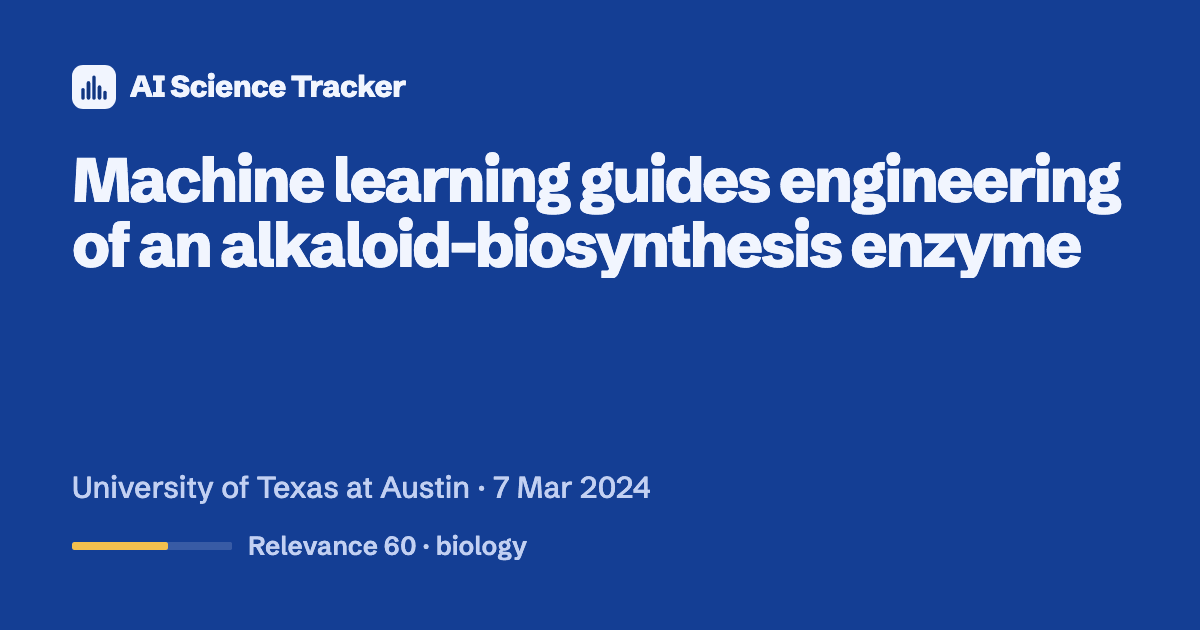 AI Science Tracker
Machine learning guides engineering
of an alkaloid-biosynthesis enzyme
University of Texas at Austin · 7 Mar 2024
Relevance 60 · biology